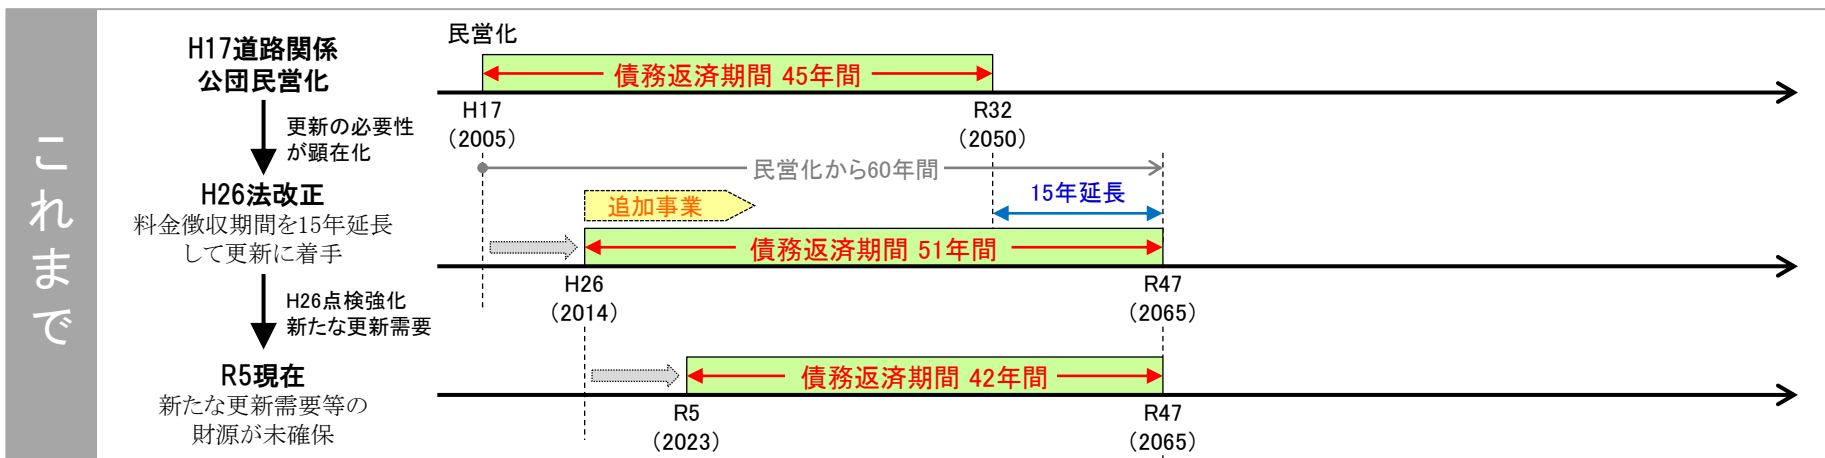 これまで
H17道路関係
公団民営化
更新の必要性
が顕在化
H26法改正
料金徴収期間を15年延長
して更新に着手
H26点検強化
新たな更新需要
R5現在
新たな更新需要等の
財源が未確保
民営化
債務返済期間 45年間
H17
(2005)
R32
(2050)
民営化から60年間
追加事業
15年延長
債務返済期間 51年間
H26
(2014)
R47
(2065)
債務返済期間 42年間
R5
(2023)
R47
(2065)